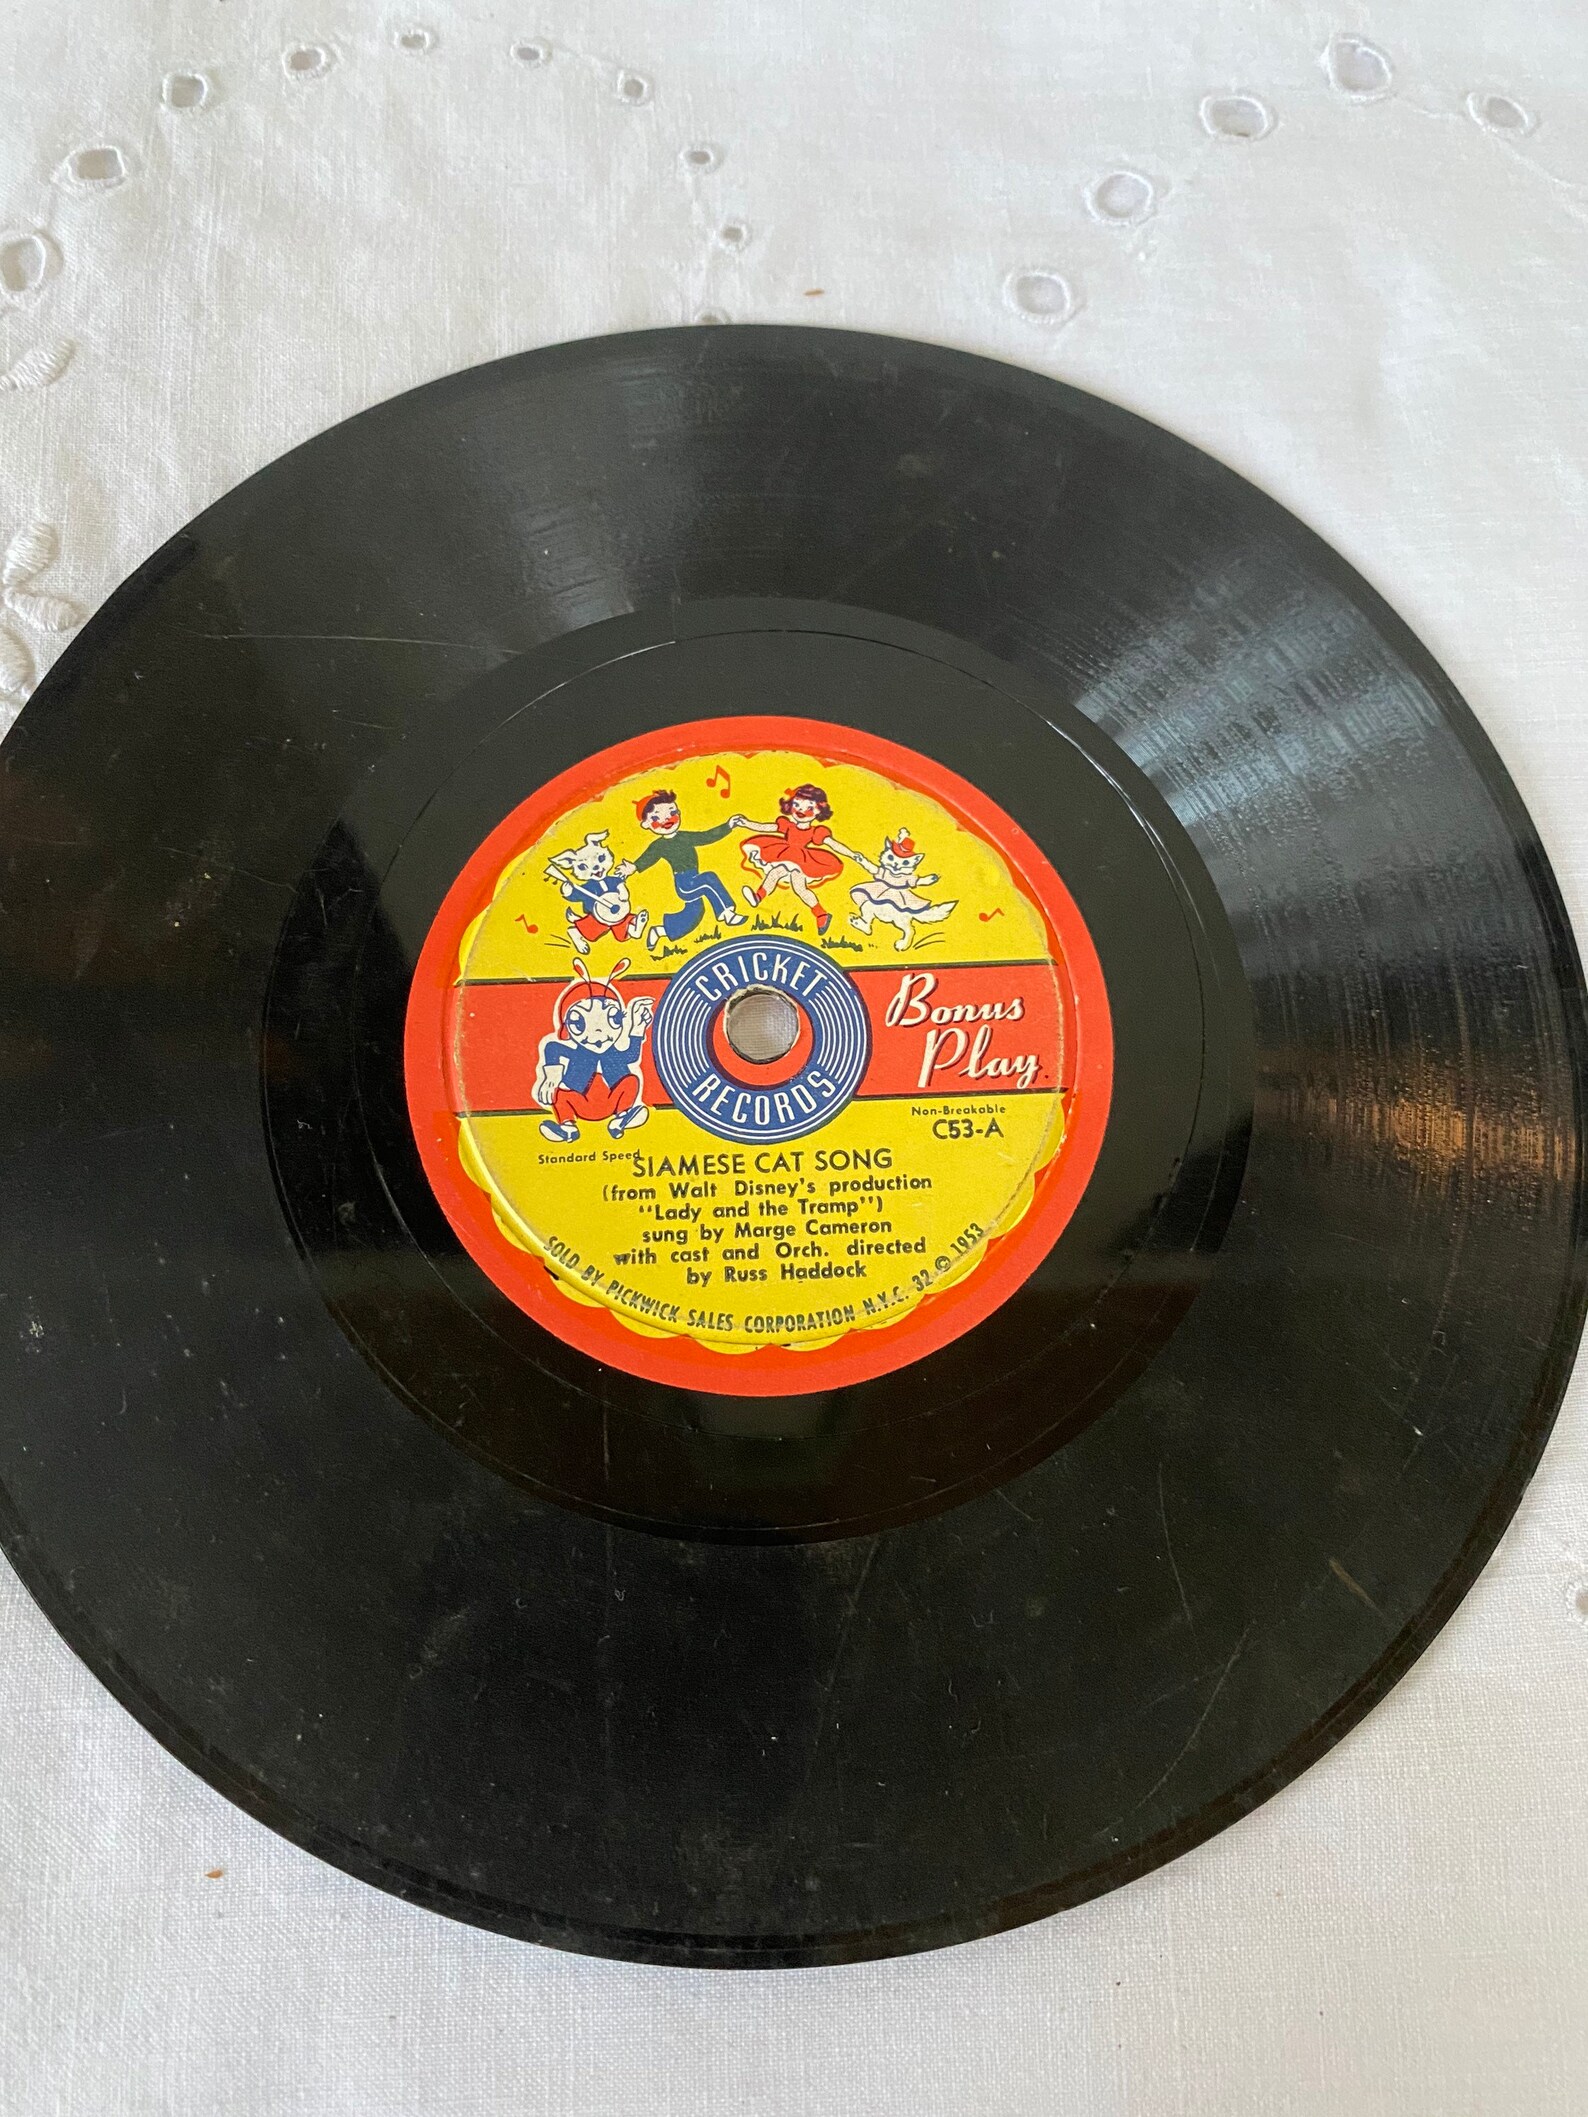 CRICKET
RECORDS
Bonus
Play
Non-Breakable
C53-A
Standard Speed
SIAMESE CAT SONG
(from Walt Disney's production
"Lady and the Tramp")
sung by Marge Cameron
with cast and Orch. directed
by Russ Haddock
SOLD BY PICKWICK SALES CORPORATION N.Y.C. 32 © 1953